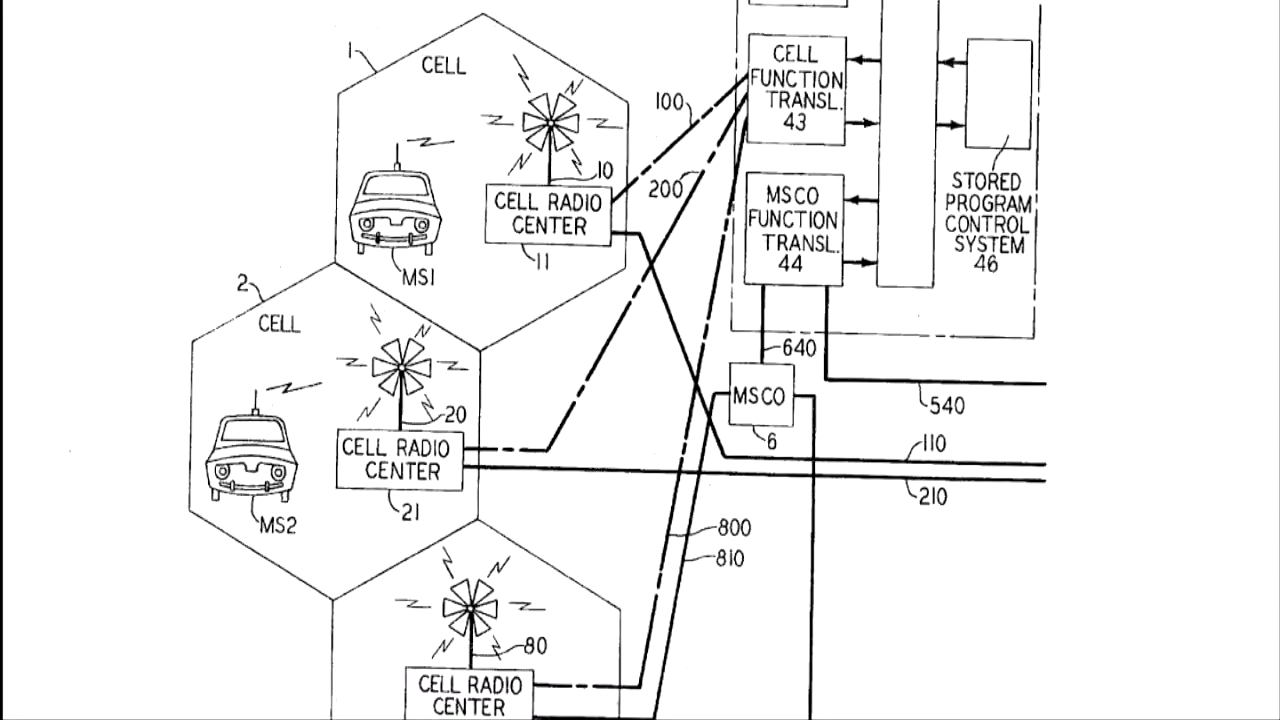 1
CELL
10
CELL RADIO
CENTER
11
MS1
100
200
CELL
FUNCTION
TRANSL.
43
MSCO
FUNCTION
TRANSL.
44
STORED
PROGRAM
CONTROL
SYSTEM
46
2
CELL
20
CELL RADIO
CENTER
21
MS2
640
MSCO
6
540
110
210
800
810
80
CELL RADIO
CENTER